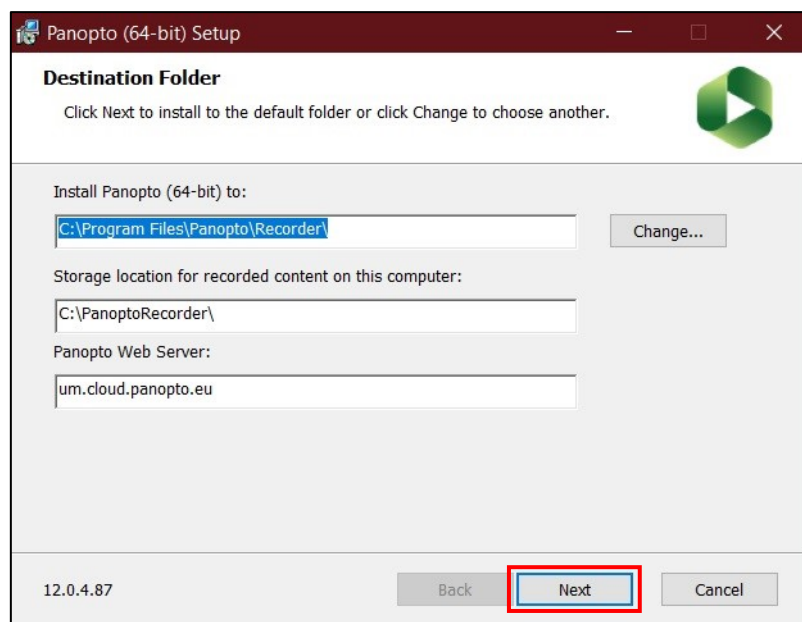 Panopto (64-bit) Setup
Destination Folder
Click Next to install to the default folder or click Change to choose another.
Install Panopto (64-bit) to:
C:\Program Files\Panopto\Recorder\
Change...
Storage location for recorded content on this computer:
C:\PanoptoRecorder\
Panopto Web Server:
um.cloud.panopto.eu
12.0.4.87
Back
Next
Cancel